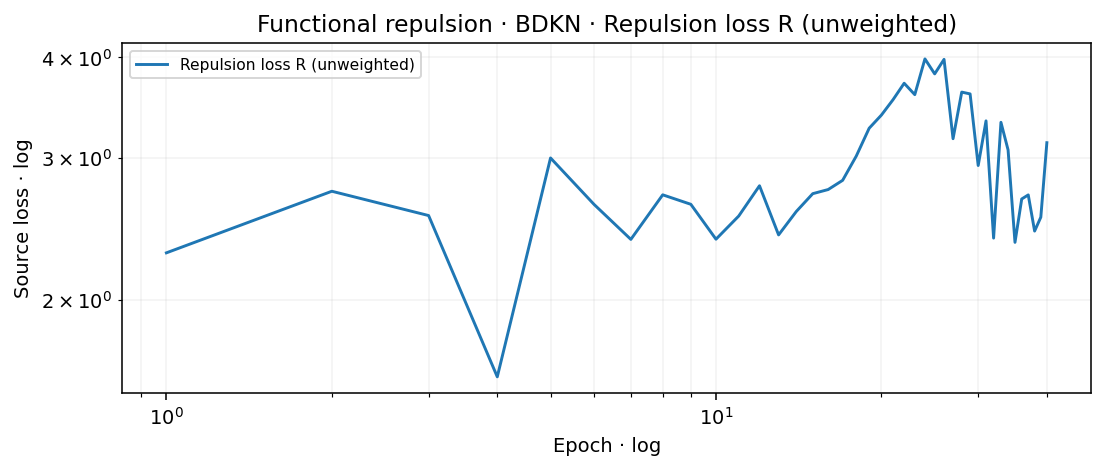 Functional repulsion · BDKN · Repulsion loss R (unweighted)
Repulsion loss R (unweighted)
Source loss · log
4 × 10⁰
3 × 10⁰
2 × 10⁰
10⁰
10¹
Epoch · log